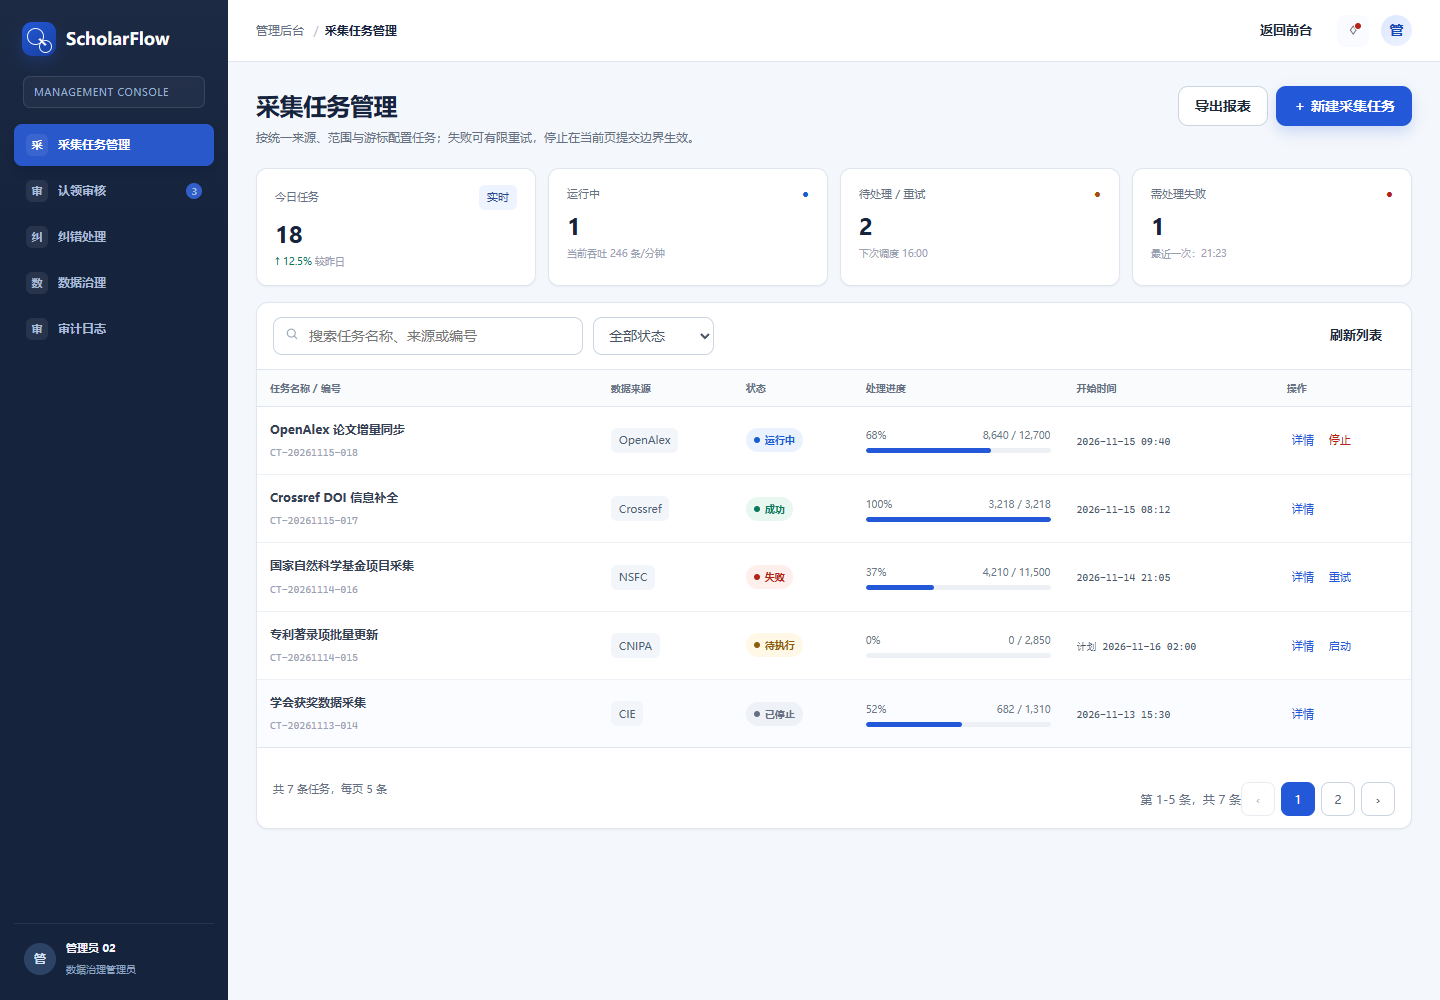 ScholarFlow
MANAGEMENT CONSOLE
采 采集任务管理
审 认领审核 3
纠 纠错处理
数 数据治理
审 审计日志
管 管理员 02
数据治理管理员
管理后台 / 采集任务管理
返回前台 管
采集任务管理
按统一来源、范围与游标配置任务；失败可有限重试，停止在当前页提交边界生效。
导出报表 + 新建采集任务
今日任务 实时
18
↑ 12.5% 较昨日
运行中
1
当前吞吐 246 条/分钟
待处理 / 重试
2
下次调度 16:00
需处理失败
1
最近一次：21:23
搜索任务名称、来源或编号 全部状态 刷新列表
任务名称 / 编号 数据来源 状态 处理进度 开始时间 操作
OpenAlex 论文增量同步
CT-20261115-018
OpenAlex 运行中 68% 8,640 / 12,700 2026-11-15 09:40 详情 停止
Crossref DOI 信息补全
CT-20261115-017
Crossref 成功 100% 3,218 / 3,218 2026-11-15 08:12 详情
国家自然科学基金项目采集
CT-20261114-016
NSFC 失败 37% 4,210 / 11,500 2026-11-14 21:05 详情 重试
专利著录项批量更新
CT-20261114-015
CNIPA 待执行 0% 0 / 2,850 计划 2026-11-16 02:00 详情 启动
学会获奖数据采集
CT-20261113-014
CIE 已停止 52% 682 / 1,310 2026-11-13 15:30 详情
共 7 条任务，每页 5 条
第 1-5 条，共 7 条 ‹ 1 2 ›